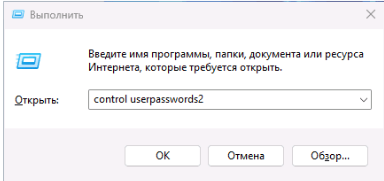 Выполнить
Введите имя программы, папки, документа или ресурса
Интернета, которые требуется открыть.
Открыть: control userpasswords2
ОК Отмена Обзор...